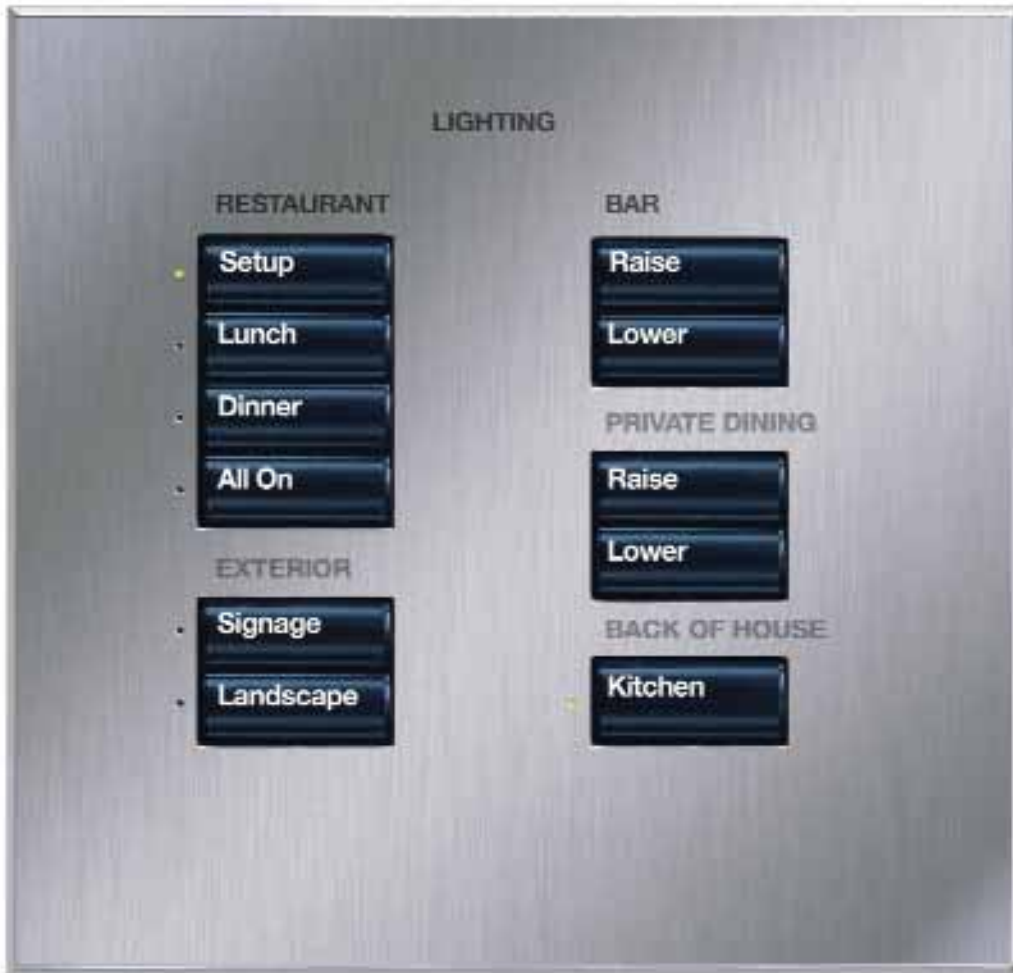 LIGHTING
RESTAURANT
Setup
Lunch
Dinner
All On
EXTERIOR
Signage
Landscape
BAR
Raise
Lower
PRIVATE DINING
Raise
Lower
BACK OF HOUSE
Kitchen